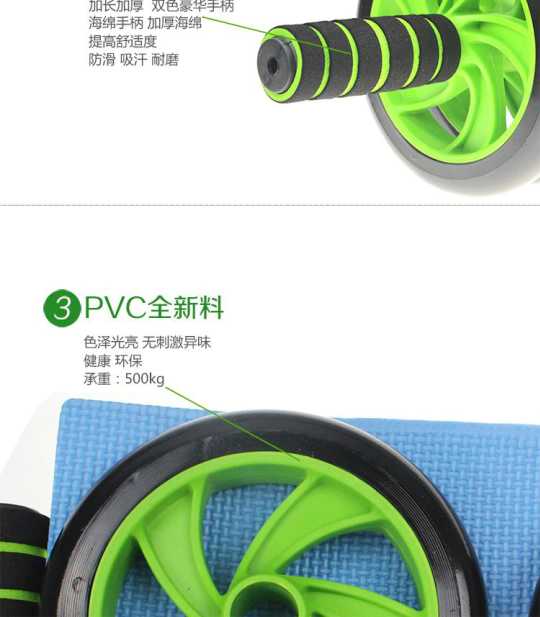 加长加厚 双色豪华手柄
海绵手柄 加厚海绵
提高舒适度
防滑 吸汗 耐磨
3 PVC全新料
色泽光亮 无刺激异味
健康 环保
承重：500kg